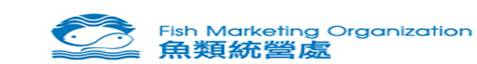 Fish Marketing Organization
魚類統營處